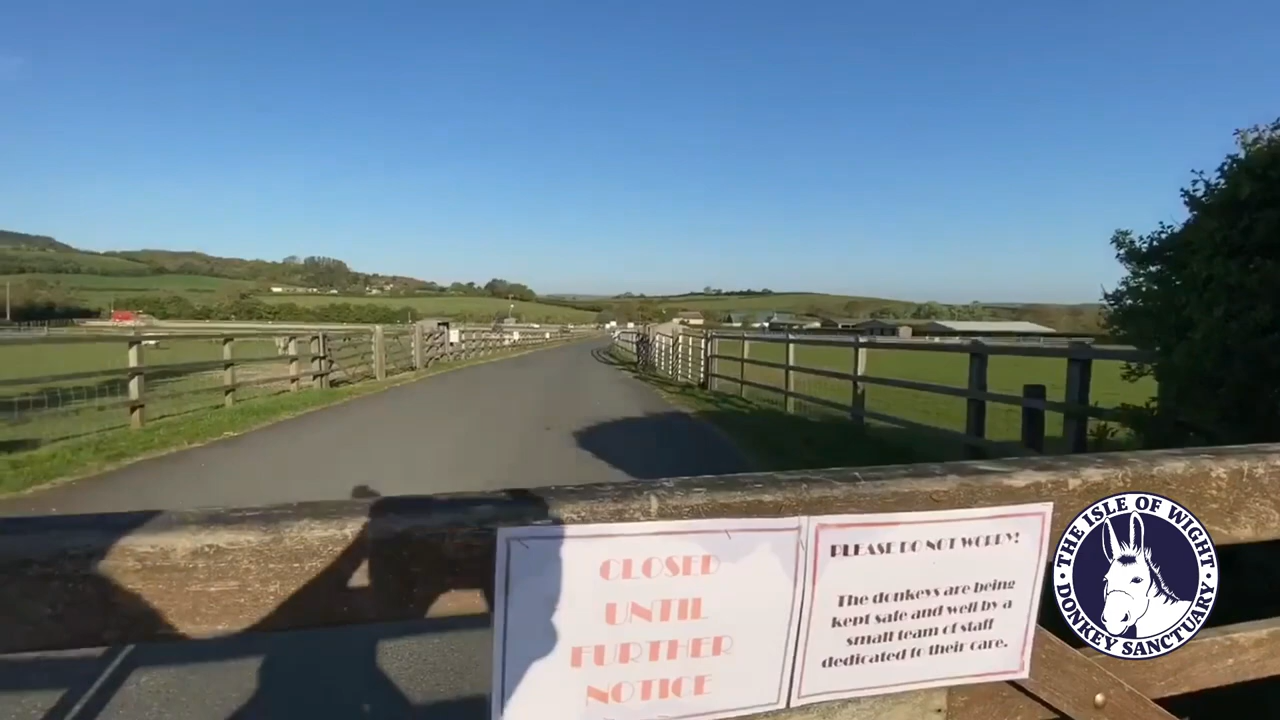 CLOSED
UNTIL
FURTHER
NOTICE
PLEASE DO NOT WORRY!
The donkeys are being
kept safe and well by a
small team of staff
dedicated to their care.
THE ISLE OF WIGHT
DONKEY SANCTUARY